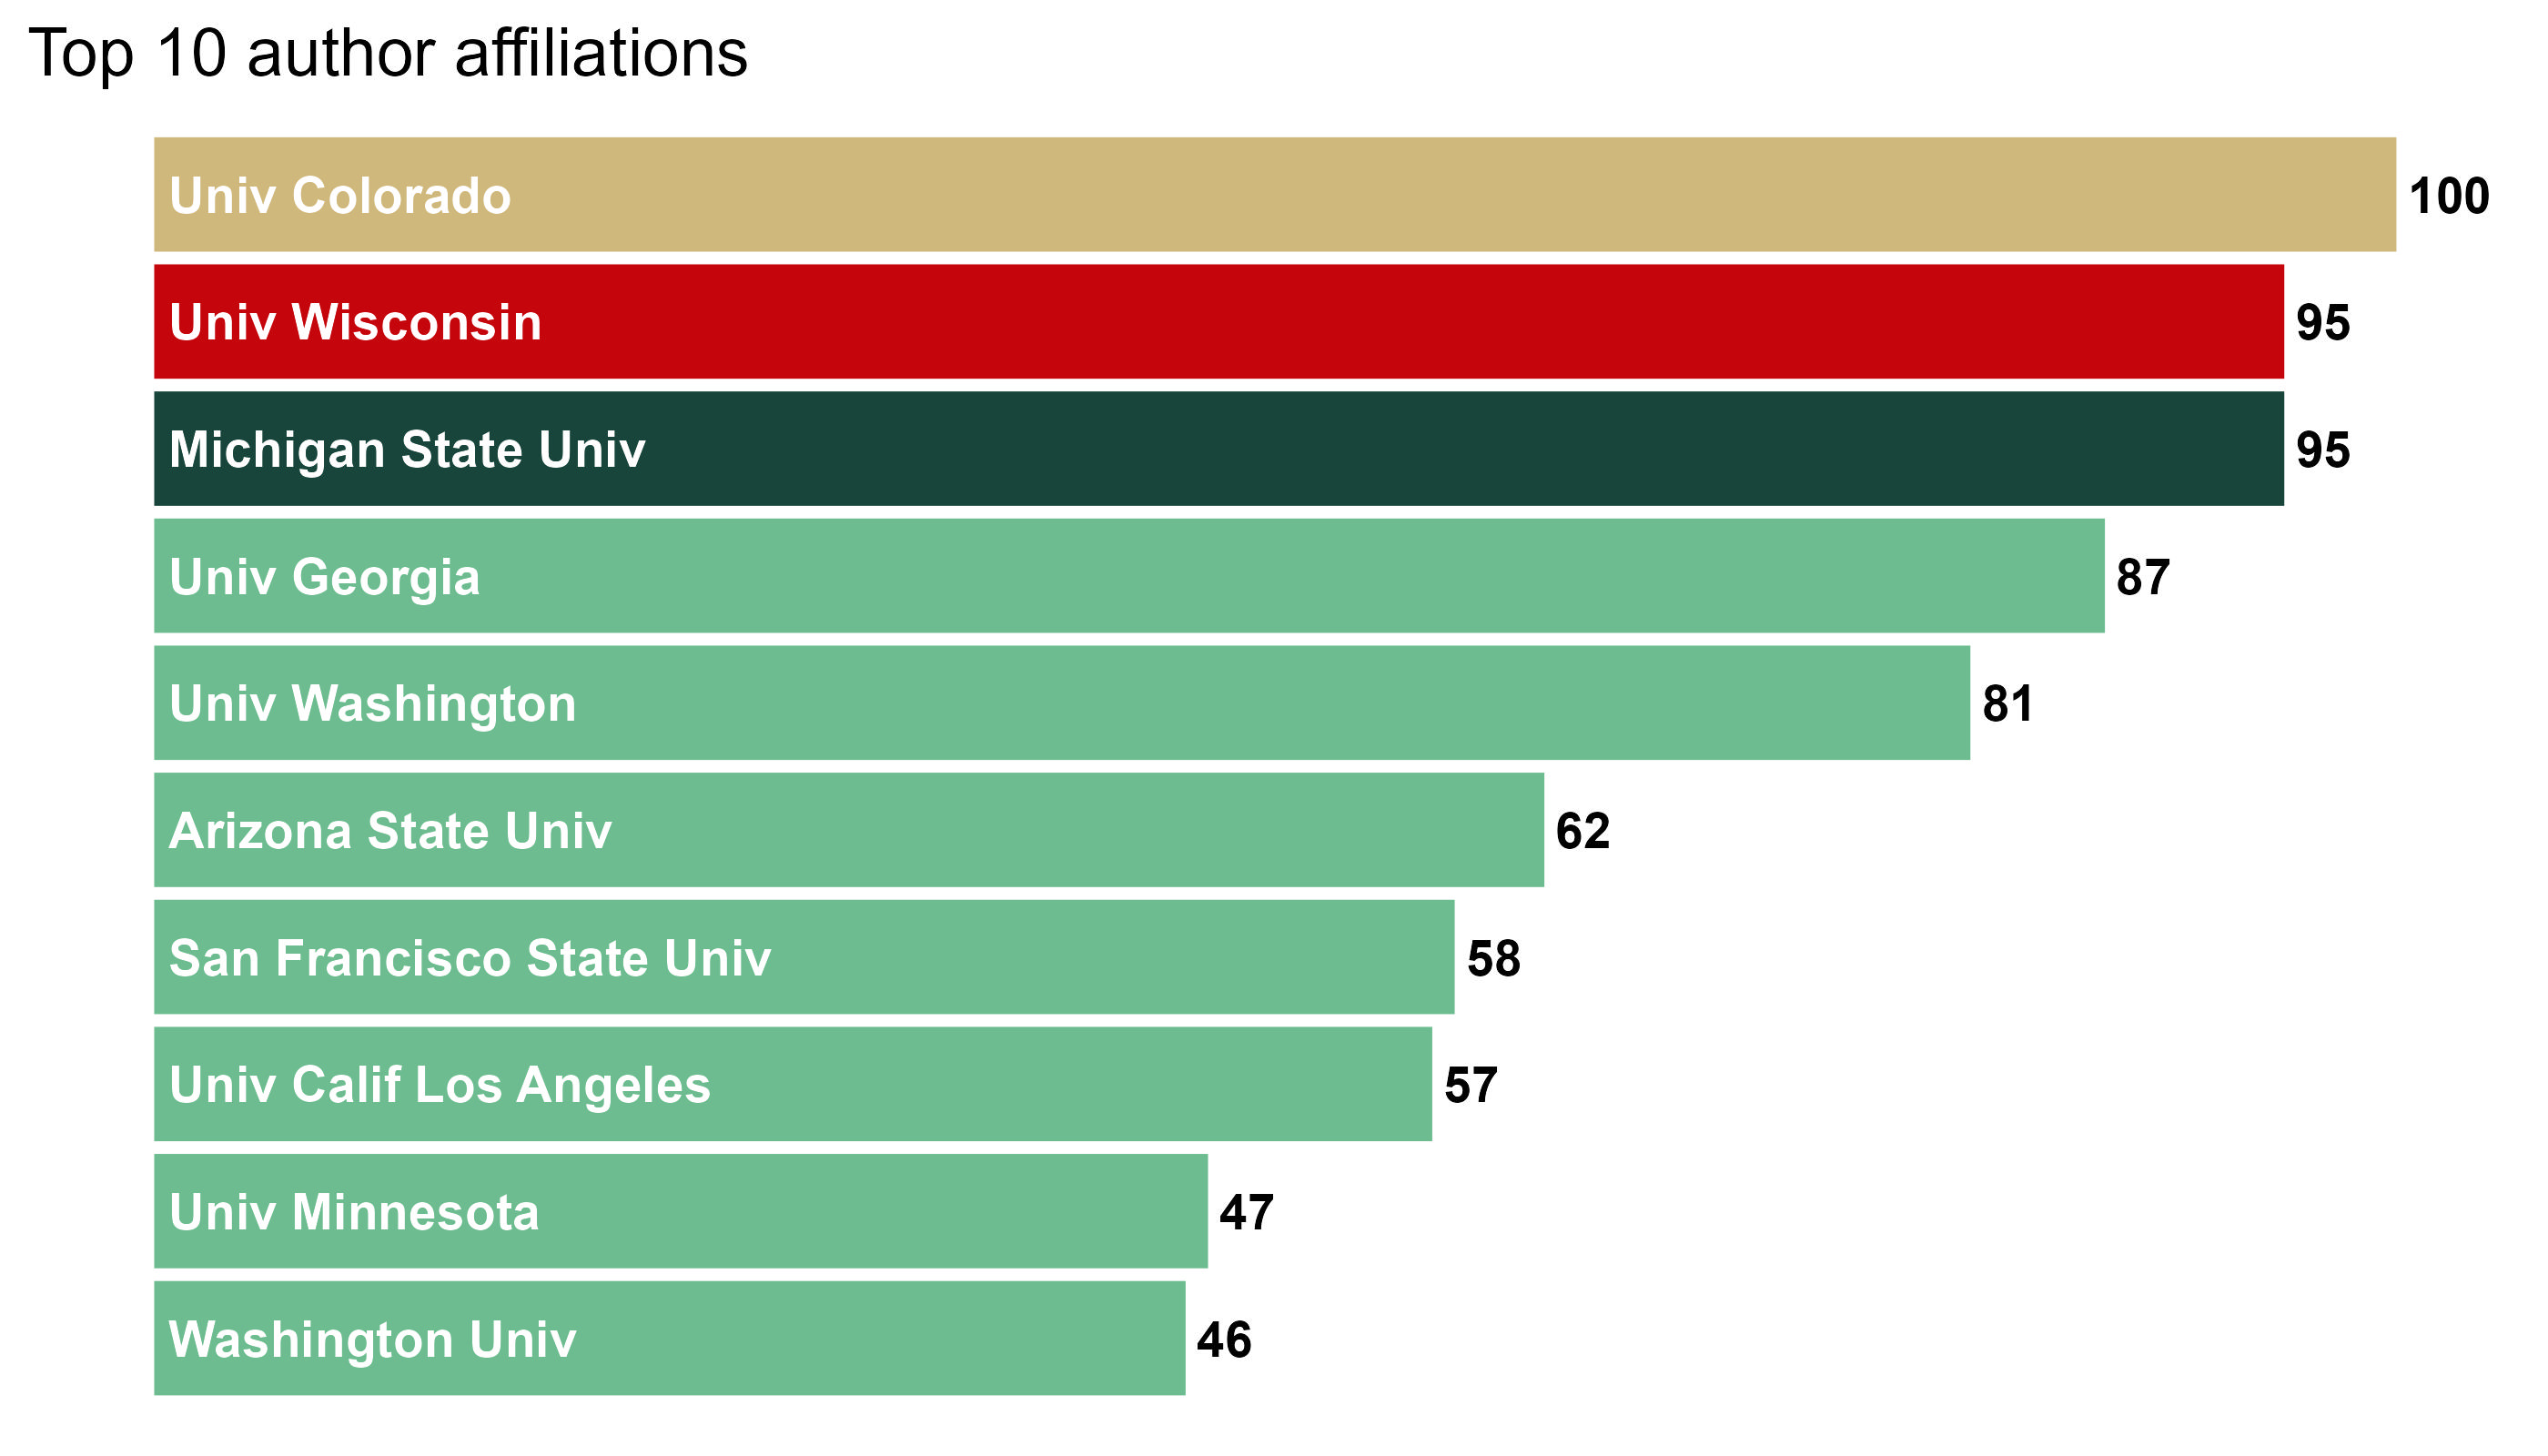 Top 10 author affiliations
Univ Colorado 100
Univ Wisconsin 95
Michigan State Univ 95
Univ Georgia 87
Univ Washington 81
Arizona State Univ 62
San Francisco State Univ 58
Univ Calif Los Angeles 57
Univ Minnesota 47
Washington Univ 46